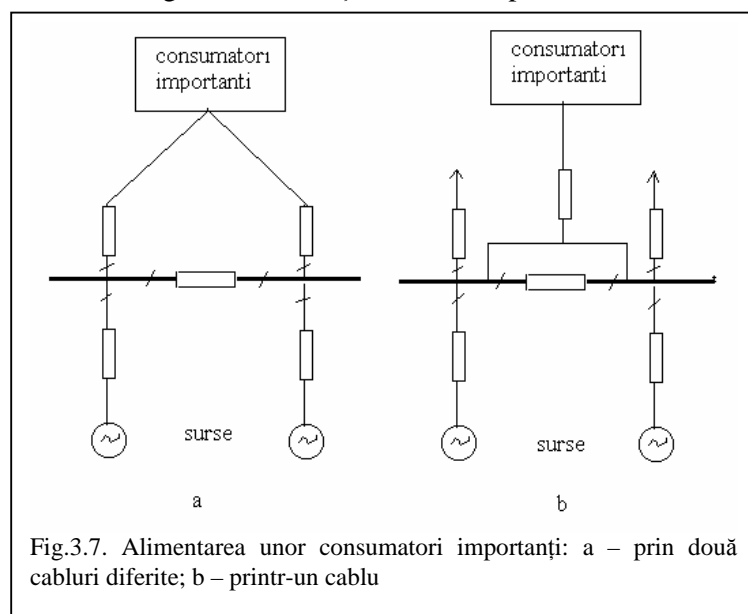 consumatori
importanti
consumatori
importanti
surse
surse
a
b
Fig.3.7. Alimentarea unor consumatori importanți: a – prin două
cabluri diferite; b – printr-un cablu